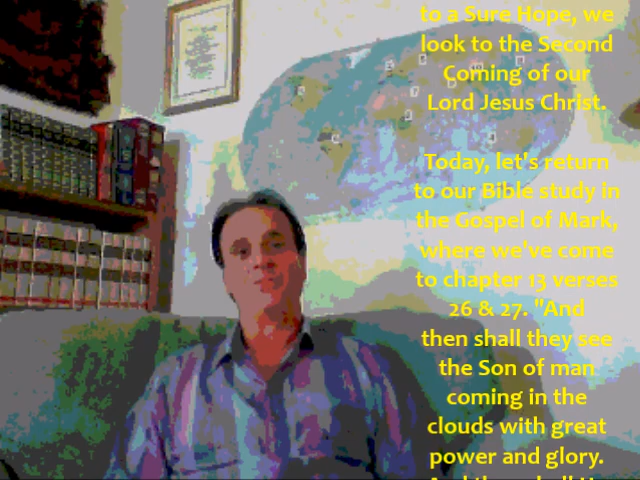 to a Sure Hope, we
look to the Second
Coming of our
Lord Jesus Christ.
Today, let's return
to our Bible study in
the Gospel of Mark,
where we've come
to chapter 13 verses
26 & 27. "And
then shall they see
the Son of man
coming in the
clouds with great
power and glory.